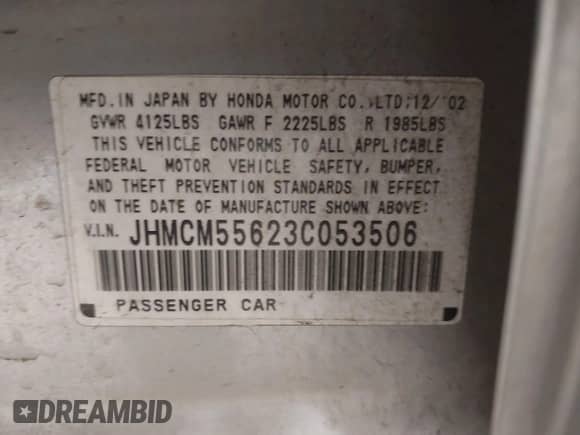 MFD. IN JAPAN BY HONDA MOTOR CO., LTD; 12/'02
GVWR 4125LBS GAWR F 2225LBS R 1985LBS
THIS VEHICLE CONFORMS TO ALL APPLICABLE
FEDERAL MOTOR VEHICLE SAFETY, BUMPER,
AND THEFT PREVENTION STANDARDS IN EFFECT
ON THE DATE OF MANUFACTURE SHOWN ABOVE:
V.I.N. JHMCM55623C053506
PASSENGER CAR
DREAMBID